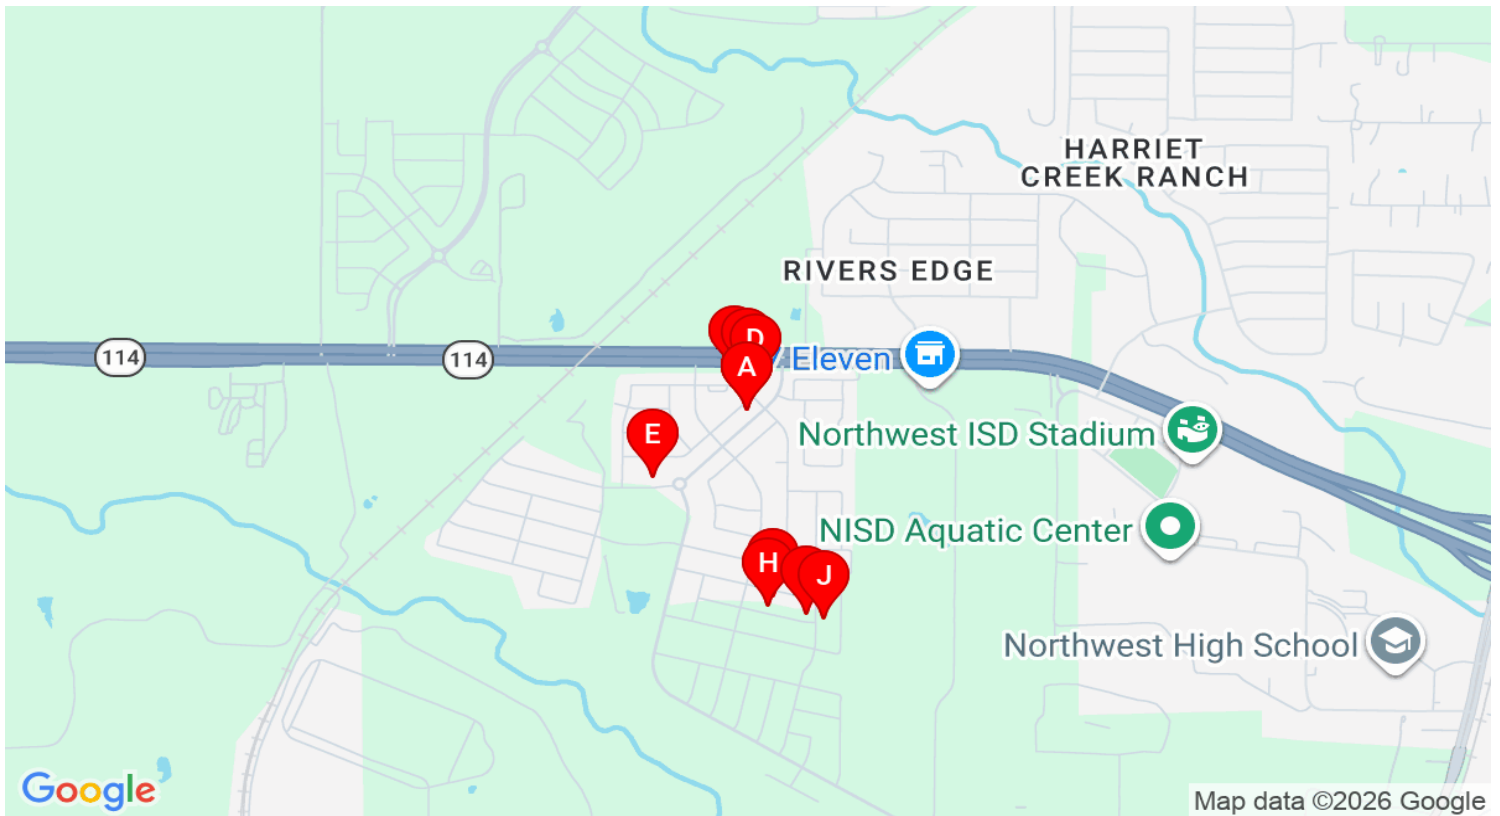 HARRIET
CREEK RANCH
RIVERS EDGE
D
114
114
A
Eleven
E
Northwest ISD Stadium
NISD Aquatic Center
H
J
Northwest High School
Google
Map data ©2026 Google